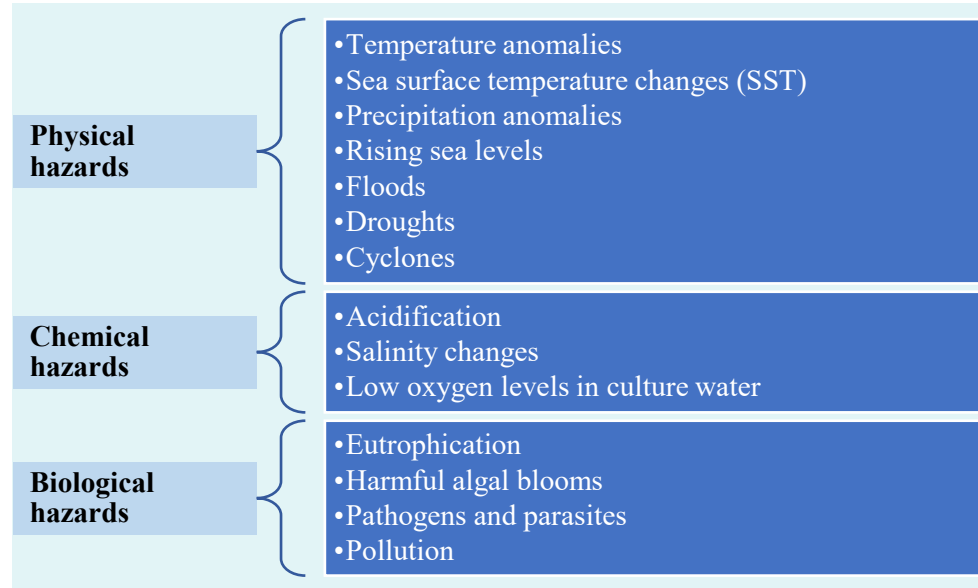 Physical
hazards
•Temperature anomalies
•Sea surface temperature changes (SST)
•Precipitation anomalies
•Rising sea levels
•Floods
•Droughts
•Cyclones
Chemical
hazards
•Acidification
•Salinity changes
•Low oxygen levels in culture water
Biological
hazards
•Eutrophication
•Harmful algal blooms
•Pathogens and parasites
•Pollution